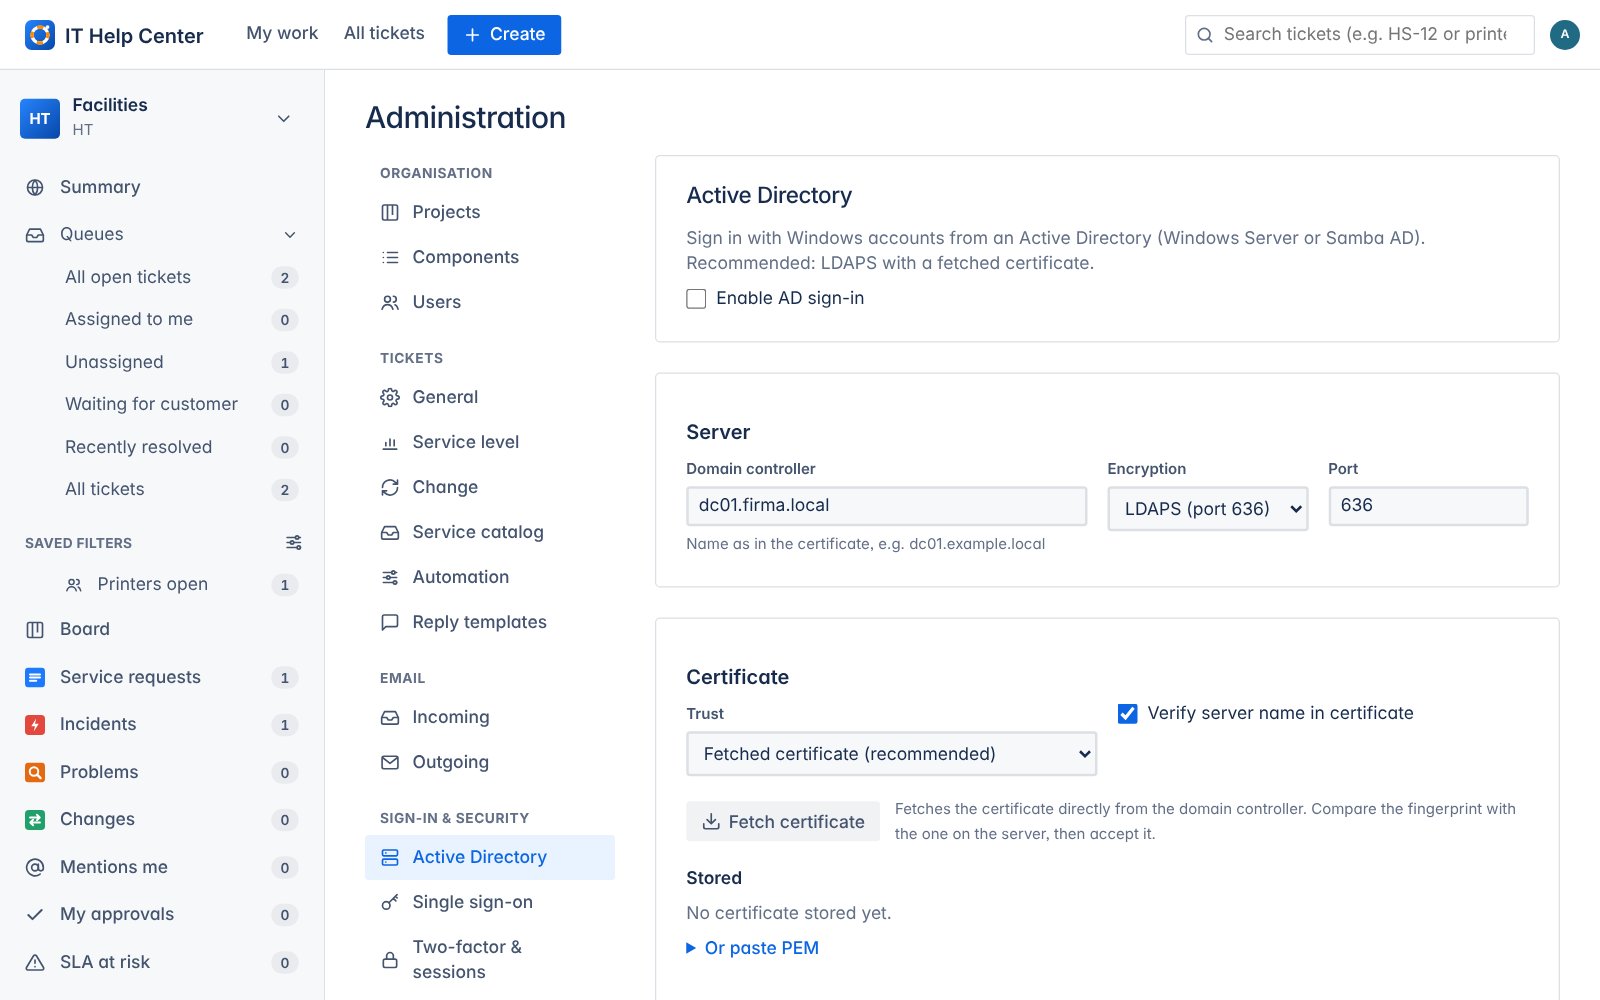 IT Help Center
My work
All tickets
Create
Search tickets (e.g. HS-12 or printe
A
HT
Facilities
HT
Summary
Queues
All open tickets 2
Assigned to me 0
Unassigned 1
Waiting for customer 0
Recently resolved 0
All tickets 2
SAVED FILTERS
Printers open 1
Board
Service requests 1
Incidents 1
Problems 0
Changes 0
Mentions me 0
My approvals 0
SLA at risk 0
Administration
ORGANISATION
Projects
Components
Users
TICKETS
General
Service level
Change
Service catalog
Automation
Reply templates
EMAIL
Incoming
Outgoing
SIGN-IN & SECURITY
Active Directory
Single sign-on
Two-factor &
sessions
Active Directory
Sign in with Windows accounts from an Active Directory (Windows Server or Samba AD).
Recommended: LDAPS with a fetched certificate.
Enable AD sign-in
Server
Domain controller
dc01.firma.local
Name as in the certificate, e.g. dc01.example.local
Encryption
LDAPS (port 636)
Port
636
Certificate
Trust
Fetched certificate (recommended)
Verify server name in certificate
Fetch certificate
Fetches the certificate directly from the domain controller. Compare the fingerprint with
the one on the server, then accept it.
Stored
No certificate stored yet.
Or paste PEM